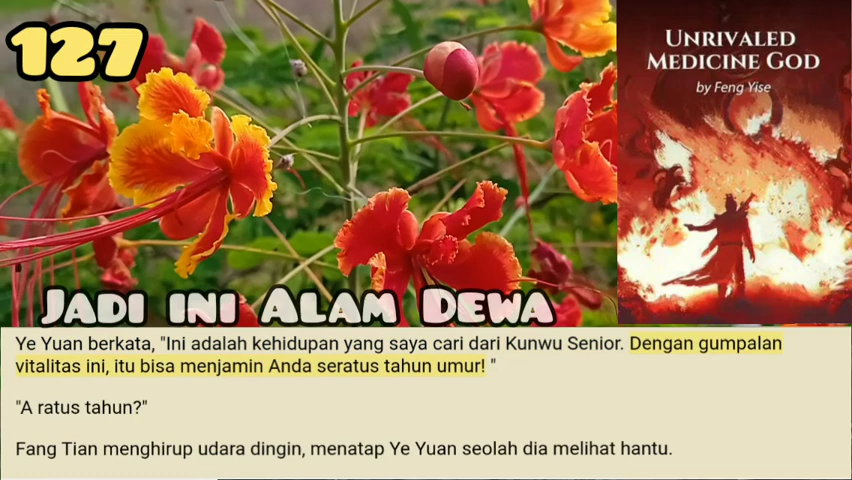 127
UNRIVALED
MEDICINE GOD
by Feng Yise
JADI INI ALAM DEWA
Ye Yuan berkata, "Ini adalah kehidupan yang saya cari dari Kunwu Senior. Dengan gumpalan
vitalitas ini, itu bisa menjamin Anda seratus tahun umur! "
"A ratus tahun?"
Fang Tian menghirup udara dingin, menatap Ye Yuan seolah dia melihat hantu.